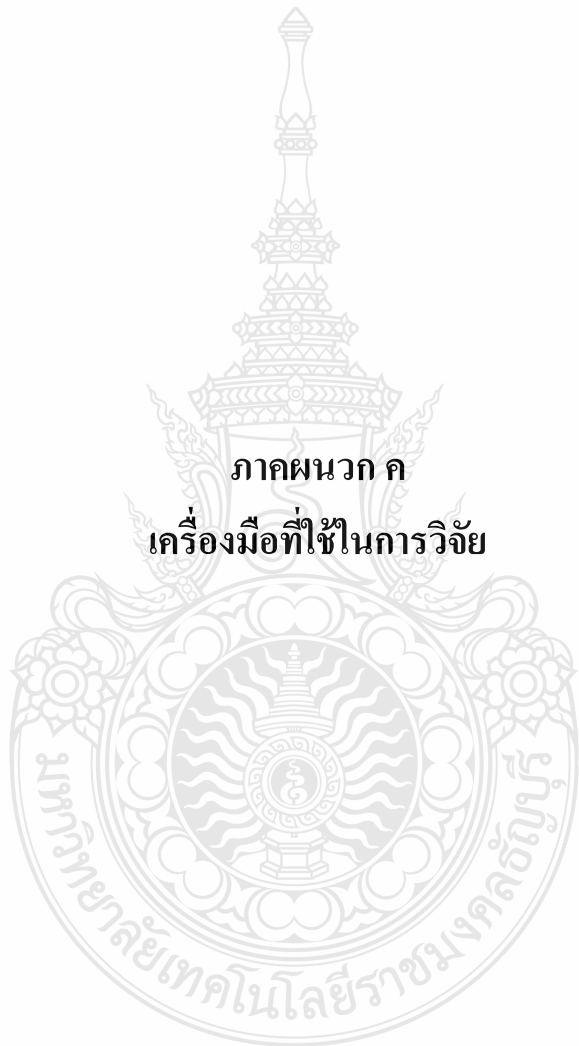 ภาคผนวก ค
เครื่องมือที่ใช้ในการวิจัย
มหาวิทยาลัยเทคโนโลยีราชมงคลธัญบุรี